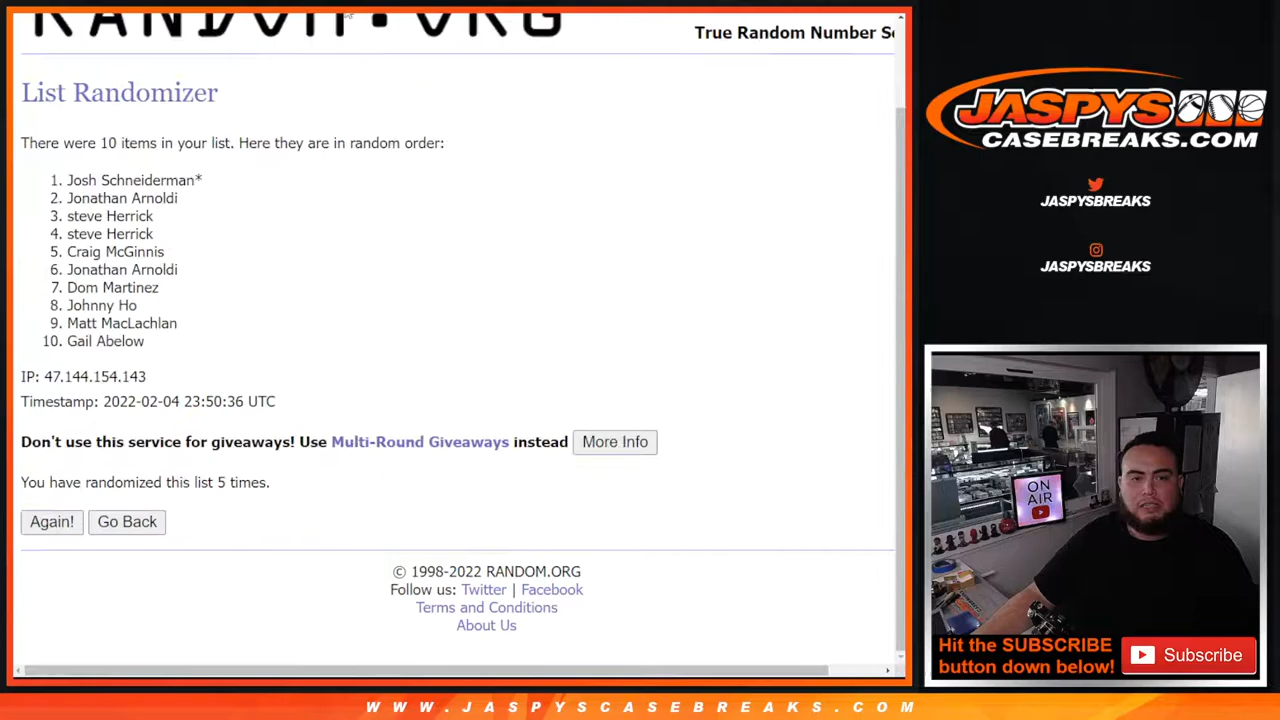 RANDOM.ORG
True Random Number Se
List Randomizer
There were 10 items in your list. Here they are in random order:
1. Josh Schneiderman*
2. Jonathan Arnoldi
3. steve Herrick
4. steve Herrick
5. Craig McGinnis
6. Jonathan Arnoldi
7. Dom Martinez
8. Johnny Ho
9. Matt MacLachlan
10. Gail Abelow
IP: 47.144.154.143
Timestamp: 2022-02-04 23:50:36 UTC
Don't use this service for giveaways! Use Multi-Round Giveaways instead More Info
You have randomized this list 5 times.
Again! Go Back
© 1998-2022 RANDOM.ORG
Follow us: Twitter | Facebook
Terms and Conditions
About Us
JASPYS
CASEBREAKS.COM
JASPYSBREAKS
JASPYSBREAKS
ON
AIR
Hit the SUBSCRIBE
button down below!
Subscribe
WWW.JASPYSCASEBREAKS.COM